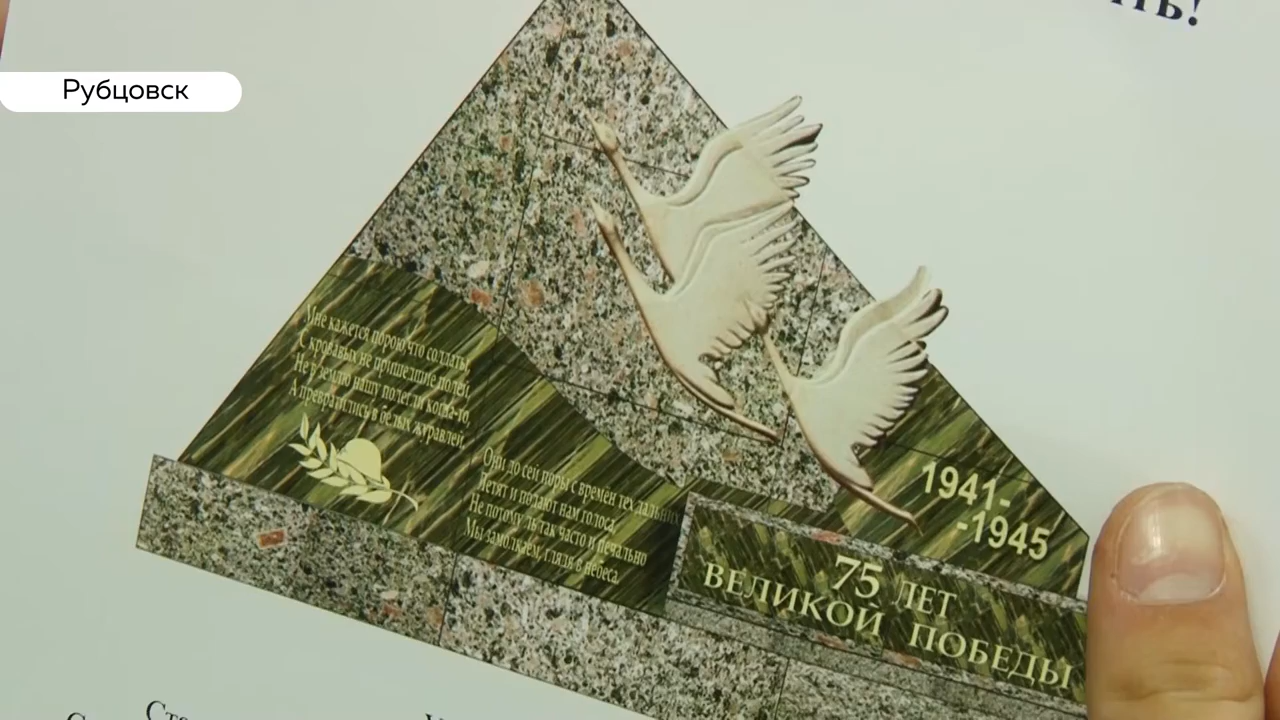 Рубцовск
Мне кажется порою, что солдаты,
С кровавых не пришедшие полей,
Не в землю нашу полегли когда-то,
А превратились в белых журавлей.
Они до сей поры с времён тех дальних
Летят и подают нам голоса.
Не потому ль так часто и печально
Мы замолкаем, глядя в небеса.
1941-
-1945
75 ЛЕТ
ВЕЛИКОЙ ПОБЕДЫ